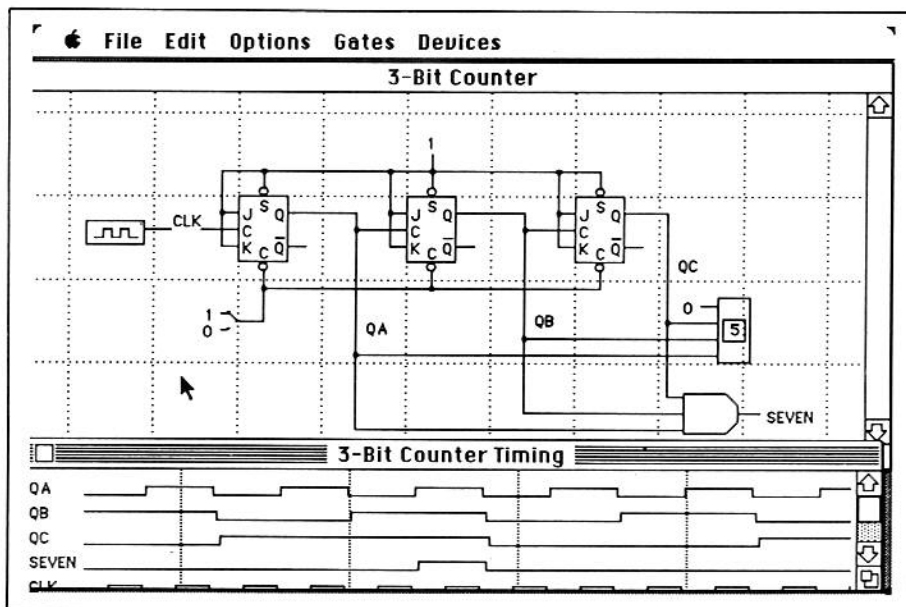 File Edit Options Gates Devices
3-Bit Counter
1
S
J Q
CLK
C
K Q
C
S
J Q
C
K Q
C
S
J Q
C
K Q
C
QC
1
0
QA
QB
0
5
SEVEN
3-Bit Counter Timing
QA
QB
QC
SEVEN
CLK